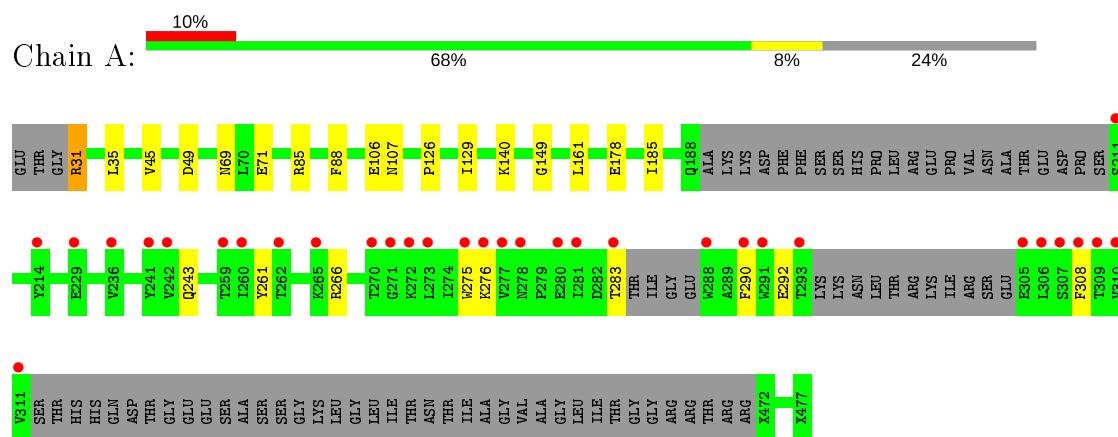 10%
Chain A:
68% 8% 24%
GLU THR GLY R31 L35 V45 D49 N69 L70 E71 R85 F88 E106 N107 P126 I129 K140 G149 L161 E178 I185 Q188 ALA LYS LYS ASP PHE PHE SER SER HIS PRO LEU ARG GLU PRO VAL ASN ALA THR GLU ASP PRO SER S211
Y214 E229 V236 Y241 V242 Q243 T259 I260 Y261 T262 K265 R266 T270 G271 K272 L273 I274 W275 K276 V277 N278 P279 E280 I281 D282 T283 THR ILE GLY GLU W288 A289 F290 W291 E292 T293 LYS LYS ASN LEU THR ARG LYS ILE ARG SER GLU E305 L306 S307 F308 T309 V310
V311 SER THR HIS HIS GLN ASP THR GLY GLU GLU SER ALA SER SER GLY LYS LEU GLY LEU ILE THR ASN THR ILE ALA GLY VAL ALA GLY LEU ILE THR GLY GLY ARG ARG THR ARG ARG X472 X477